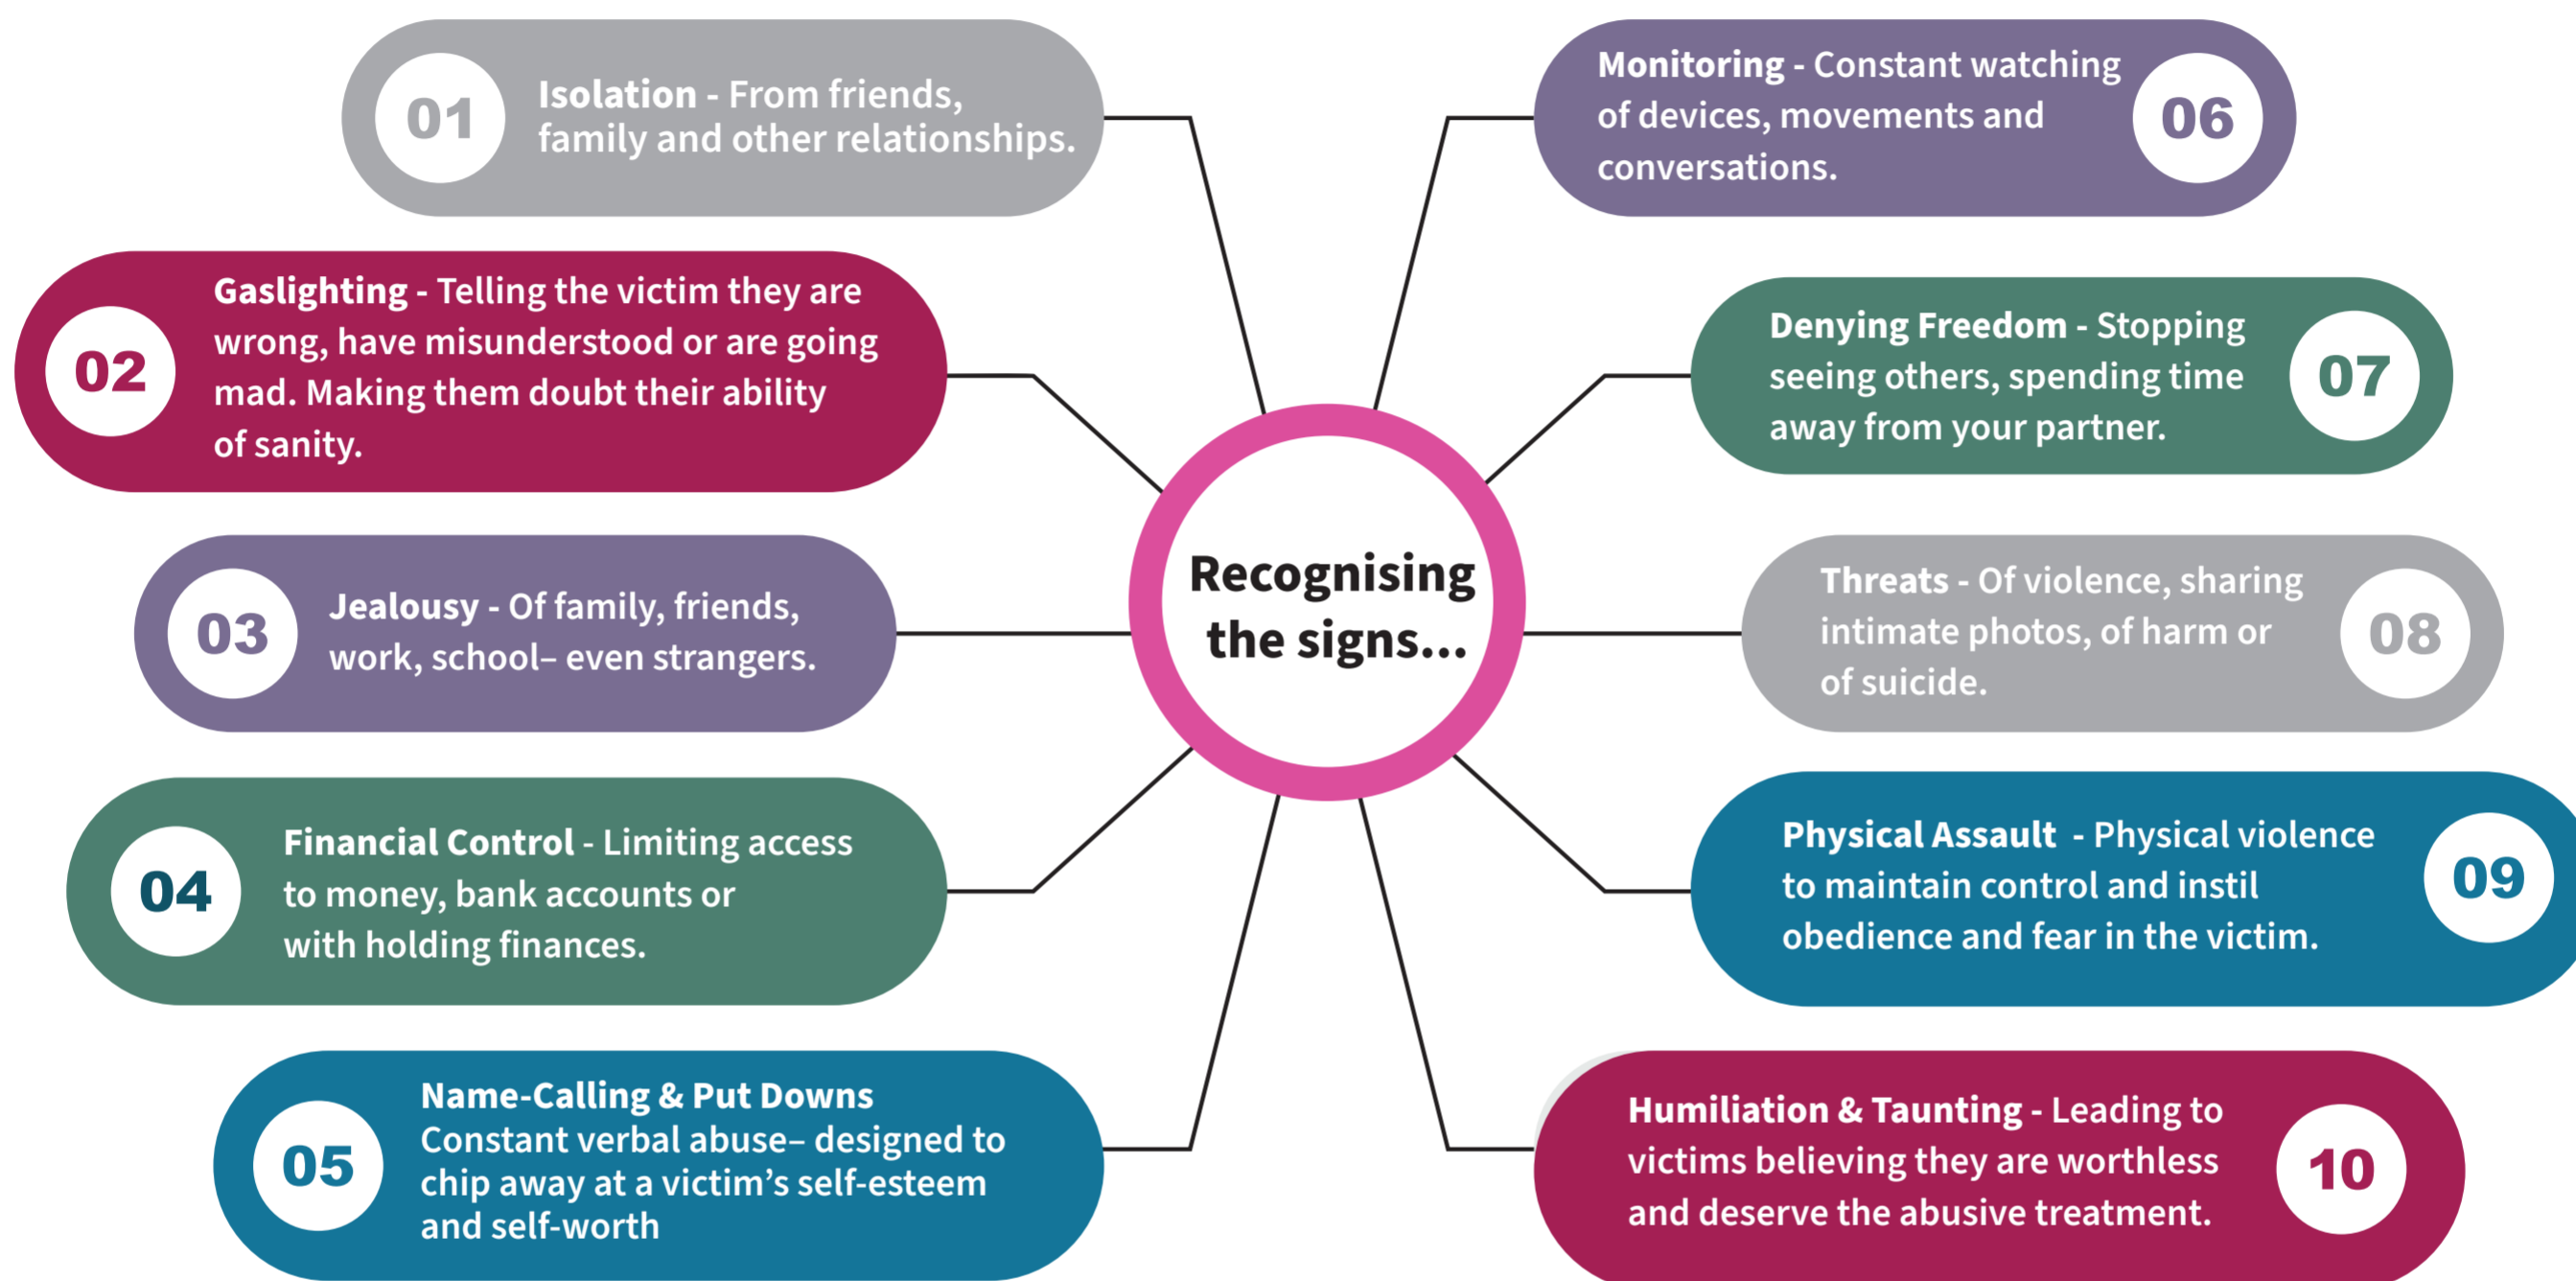 01
Isolation - From friends,
family and other relationships.
02
Gaslighting - Telling the victim they are
wrong, have misunderstood or are going
mad. Making them doubt their ability
of sanity.
03
Jealousy - Of family, friends,
work, school– even strangers.
04
Financial Control - Limiting access
to money, bank accounts or
with holding finances.
05
Name-Calling & Put Downs
Constant verbal abuse– designed to
chip away at a victim’s self-esteem
and self-worth
Recognising
the signs...
Monitoring - Constant watching
of devices, movements and
conversations.
06
Denying Freedom - Stopping
seeing others, spending time
away from your partner.
07
Threats - Of violence, sharing
intimate photos, of harm or
of suicide.
08
Physical Assault - Physical violence
to maintain control and instil
obedience and fear in the victim.
09
Humiliation & Taunting - Leading to
victims believing they are worthless
and deserve the abusive treatment.
10